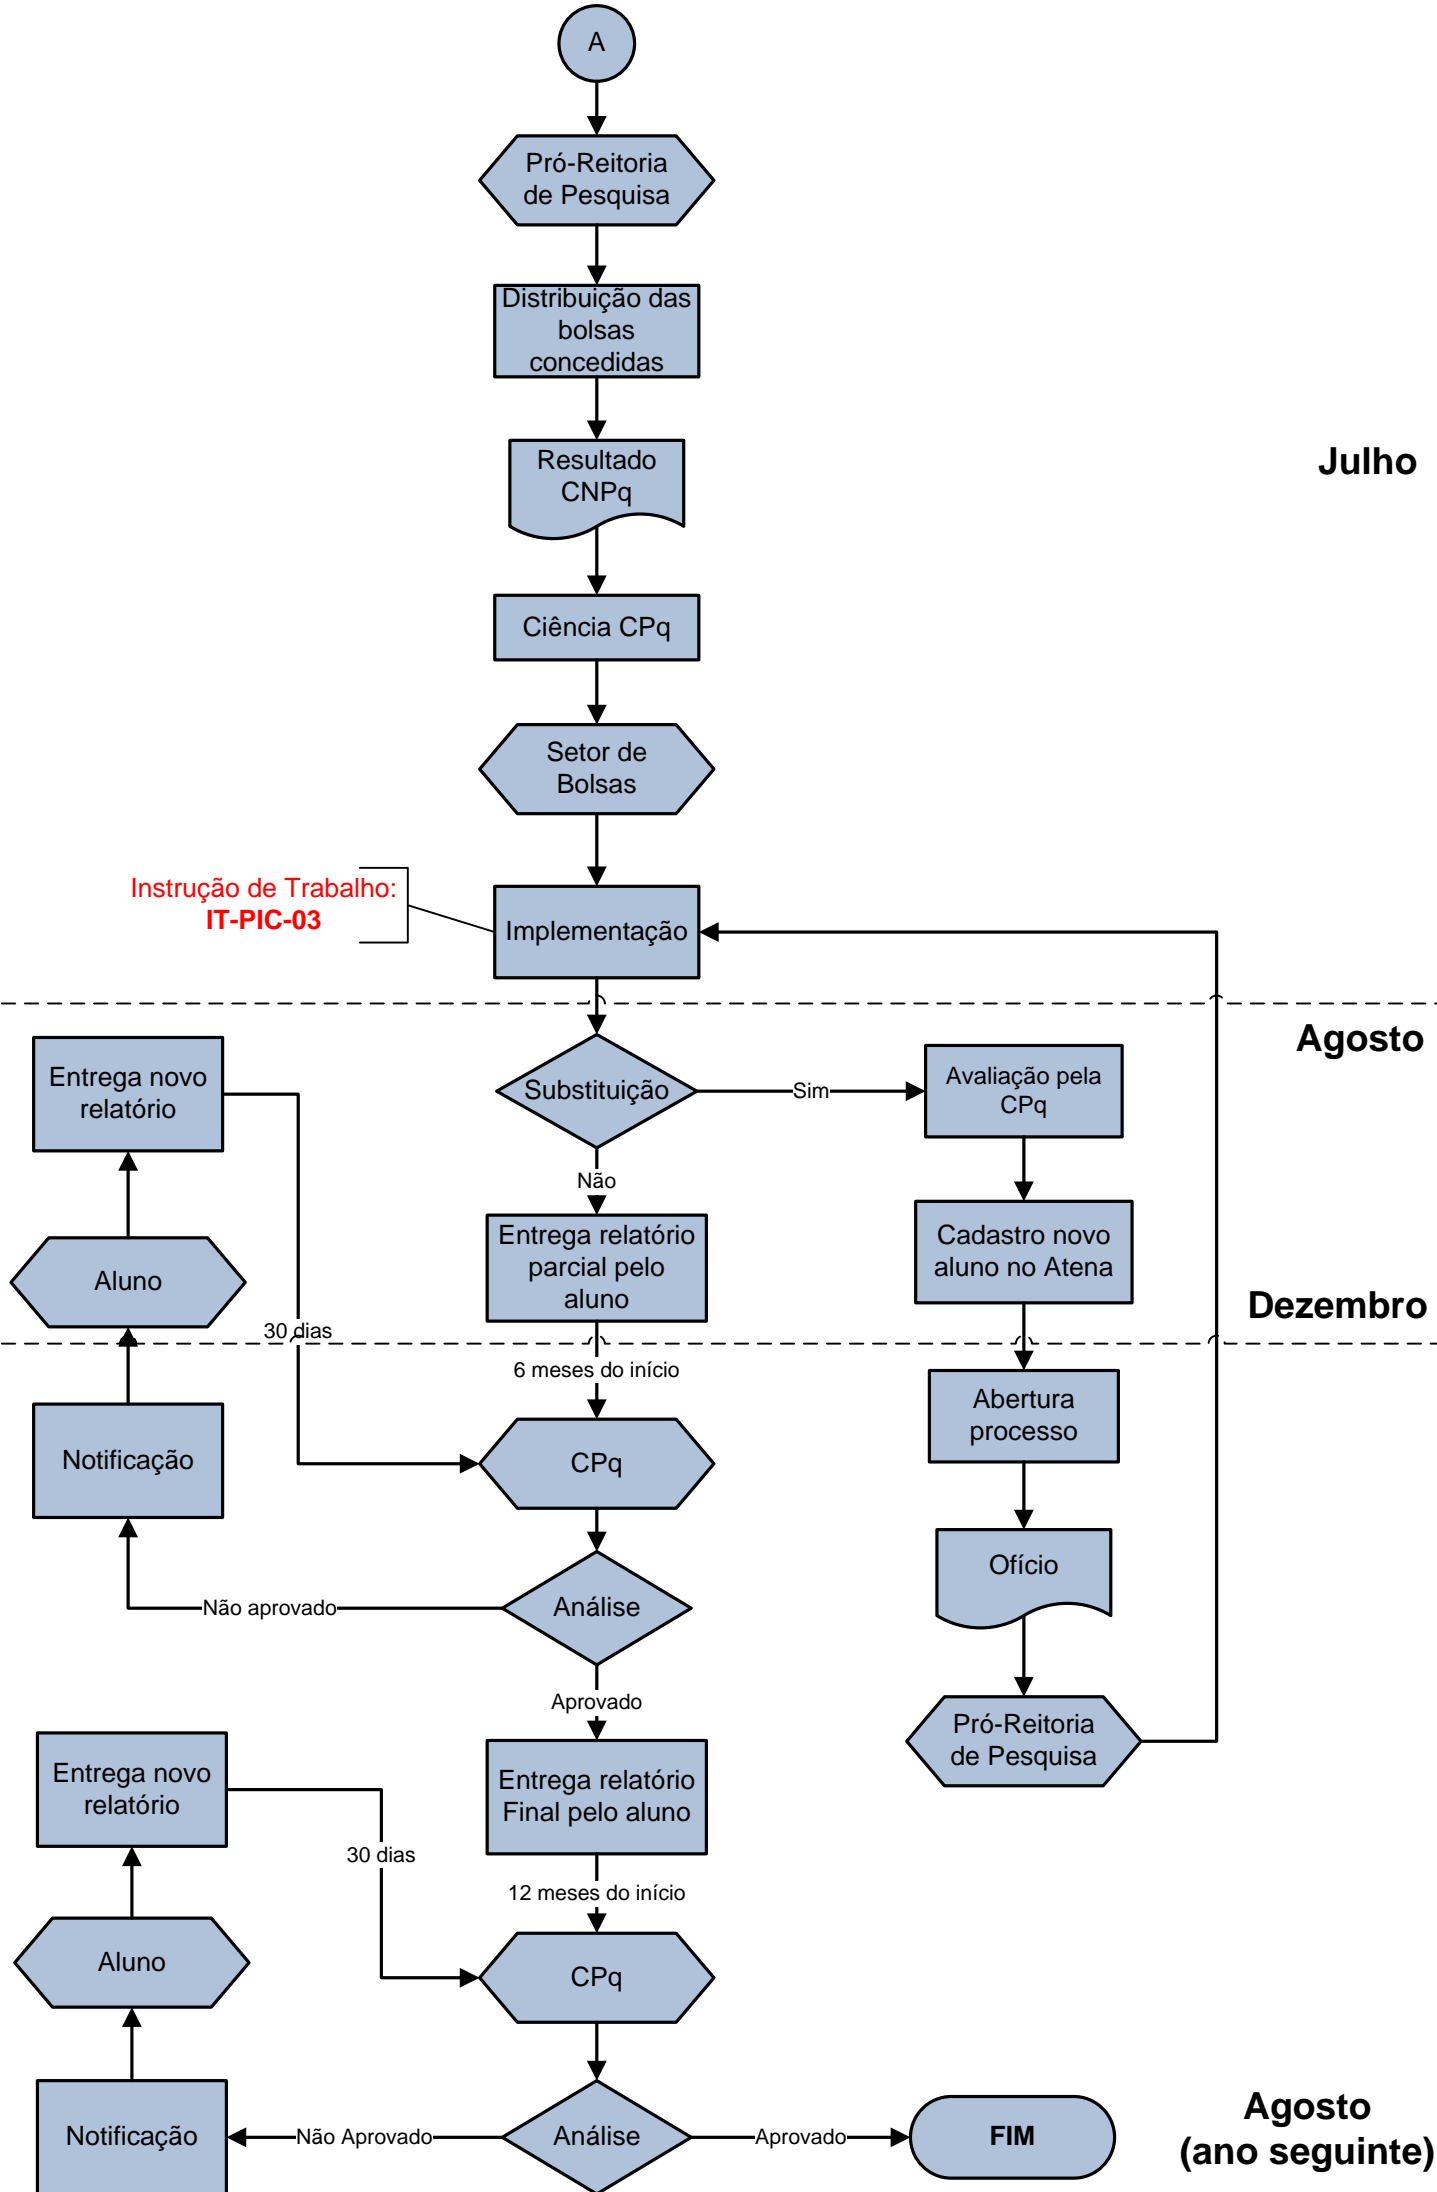 A
Pró-Reitoria
de Pesquisa
Distribuição das
bolsas
concedidas
Resultado
CNPq
Julho
Ciência CPq
Setor de
Bolsas
Instrução de Trabalho:
IT-PIC-03
Implementação
Agosto
Entrega novo
relatório
Substituição
Sim
Avaliação pela
CPq
Não
Entrega relatório
parcial pelo
aluno
Cadastro novo
aluno no Atena
Aluno
Dezembro
30 dias
6 meses do início
Abertura
processo
Notificação
CPq
Ofício
Não aprovado
Análise
Aprovado
Pró-Reitoria
de Pesquisa
Entrega novo
relatório
Entrega relatório
Final pelo aluno
30 dias
12 meses do início
Aluno
CPq
Notificação
Não Aprovado
Análise
Aprovado
FIM
Agosto
(ano seguinte)